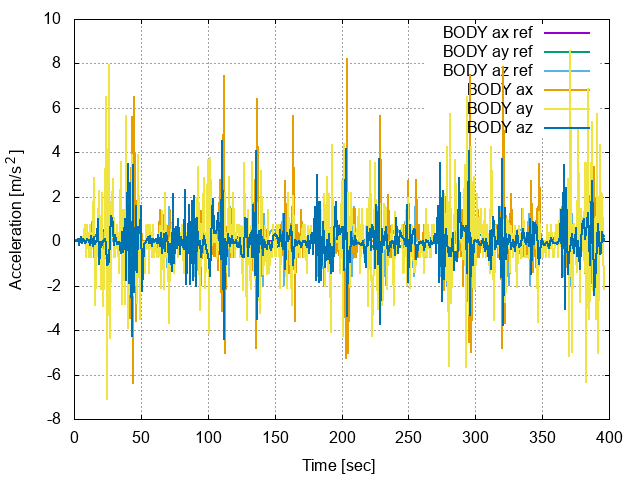 10
8
6
4
2
0
-2
-4
-6
-8
0 50 100 150 200 250 300 350 400
Acceleration [m/s²]
Time [sec]
BODY ax ref
BODY ay ref
BODY az ref
BODY ax
BODY ay
BODY az